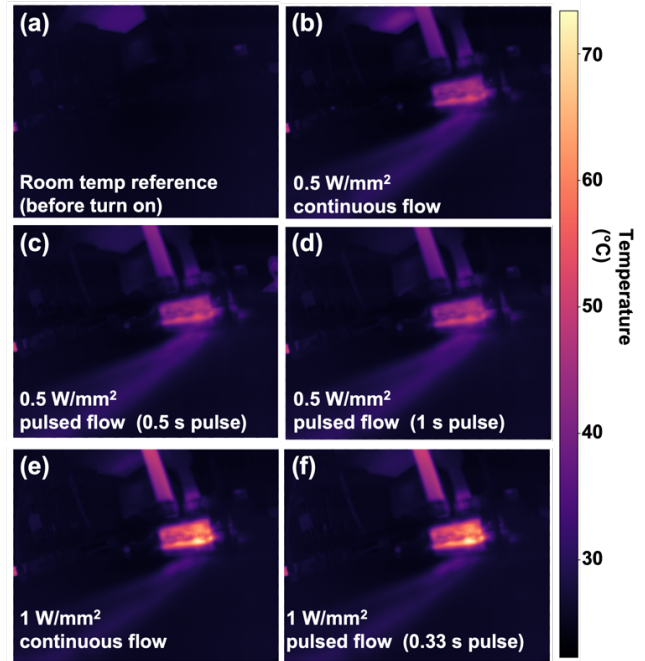 (a)
Room temp reference
(before turn on)
(b)
0.5 W/mm²
continuous flow
(c)
0.5 W/mm²
pulsed flow (0.5 s pulse)
(d)
0.5 W/mm²
pulsed flow (1 s pulse)
(e)
1 W/mm²
continuous flow
(f)
1 W/mm²
pulsed flow (0.33 s pulse)
70
60
50
40
30
Temperature
(°C)